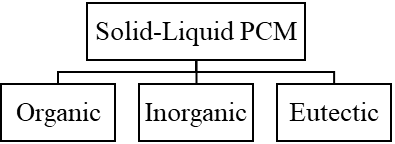 Solid-Liquid PCM
Organic
Inorganic
Eutectic